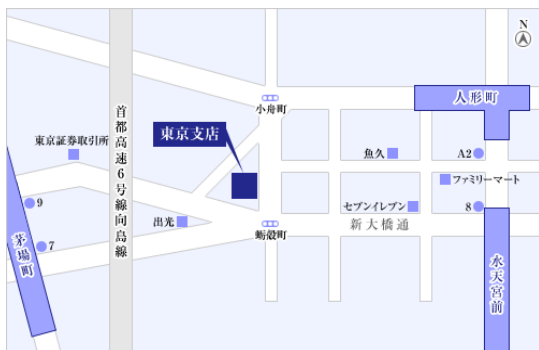 N
人形町
小舟町
首都高速6号線向島線
東京支店
東京証券取引所
魚久
A2
ファミリーマート
9
セブンイレブン
8
出光
新大橋通
蛎殻町
7
茅場町
水天宮前